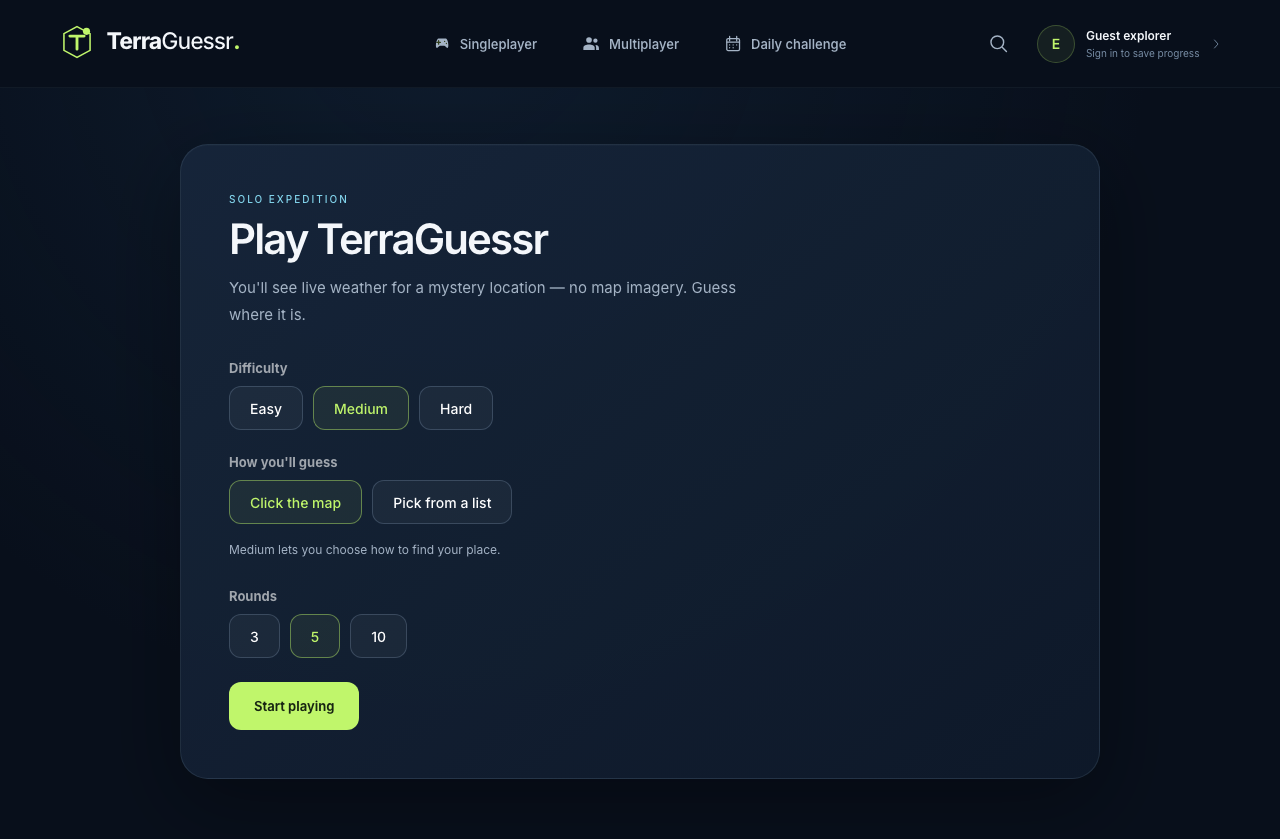 TerraGuessr.
Singleplayer
Multiplayer
Daily challenge
E
Guest explorer
Sign in to save progress
SOLO EXPEDITION
Play TerraGuessr
You'll see live weather for a mystery location — no map imagery. Guess
where it is.
Difficulty
Easy
Medium
Hard
How you'll guess
Click the map
Pick from a list
Medium lets you choose how to find your place.
Rounds
3
5
10
Start playing